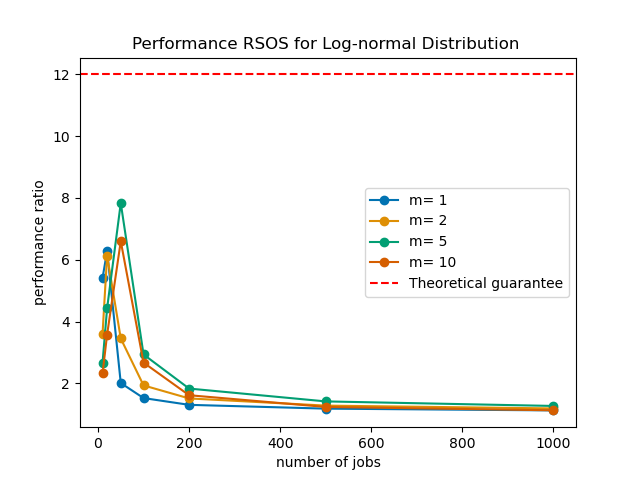 Performance RSOS for Log-normal Distribution
performance ratio
12
10
8
6
4
2
m= 1
m= 2
m= 5
m= 10
Theoretical guarantee
0
200
400
600
800
1000
number of jobs